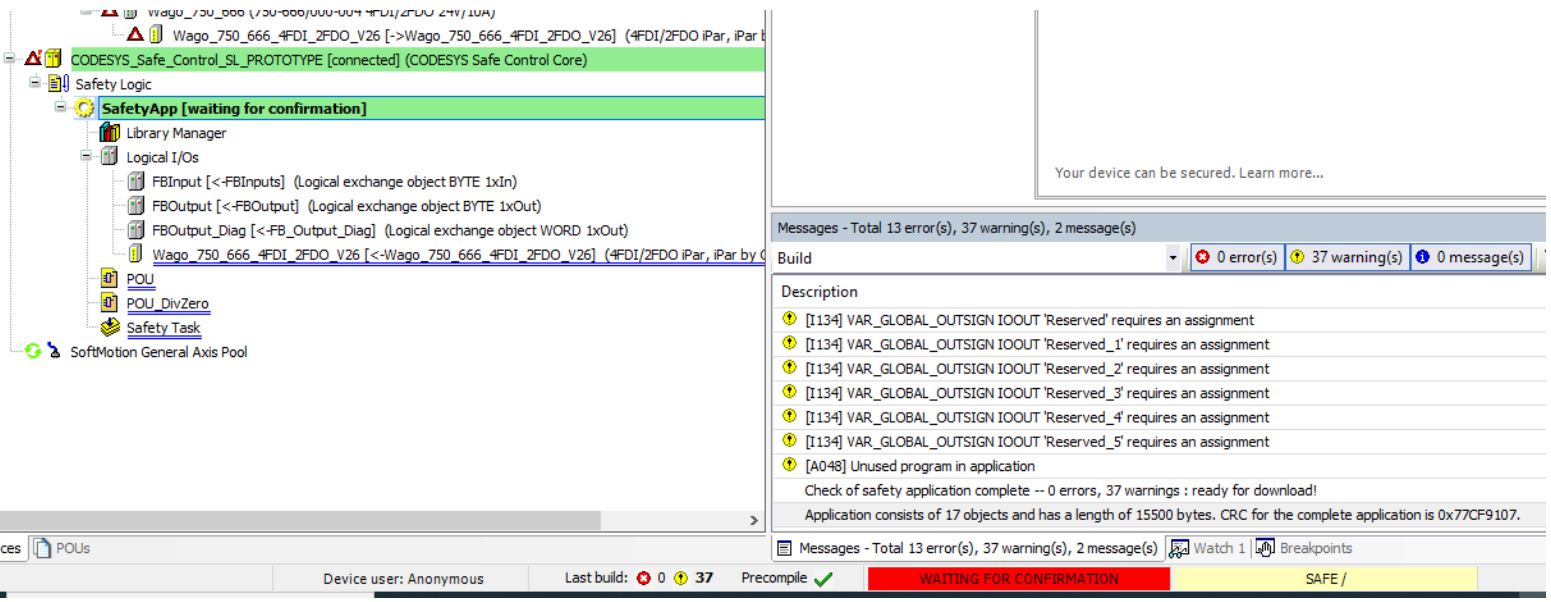 Wago_750_666 (750-666/000-004 4FDI/2FDO 24V/10A)
Wago_750_666_4FDI_2FDO_V26 [->Wago_750_666_4FDI_2FDO_V26] (4FDI/2FDO iPar, iPar b
CODESYS_Safe_Control_SL_PROTOTYPE [connected] (CODESYS Safe Control Core)
Safety Logic
SafetyApp [waiting for confirmation]
Library Manager
Logical I/Os
FBInput [<-FBInputs] (Logical exchange object BYTE 1xIn)
FBOutput [<-FBOutput] (Logical exchange object BYTE 1xOut)
FBOutput_Diag [<-FB_Output_Diag] (Logical exchange object WORD 1xOut)
Wago_750_666_4FDI_2FDO_V26 [<-Wago_750_666_4FDI_2FDO_V26] (4FDI/2FDO iPar, iPar by C
POU
POU_DivZero
Safety Task
SoftMotion General Axis Pool
ces POUs
Your device can be secured. Learn more...
Messages - Total 13 error(s), 37 warning(s), 2 message(s)
Build 0 error(s) 37 warning(s) 0 message(s)
Description
[I134] VAR_GLOBAL_OUTSIGN IOOUT 'Reserved' requires an assignment
[I134] VAR_GLOBAL_OUTSIGN IOOUT 'Reserved_1' requires an assignment
[I134] VAR_GLOBAL_OUTSIGN IOOUT 'Reserved_2' requires an assignment
[I134] VAR_GLOBAL_OUTSIGN IOOUT 'Reserved_3' requires an assignment
[I134] VAR_GLOBAL_OUTSIGN IOOUT 'Reserved_4' requires an assignment
[I134] VAR_GLOBAL_OUTSIGN IOOUT 'Reserved_5' requires an assignment
[A048] Unused program in application
Check of safety application complete -- 0 errors, 37 warnings : ready for download!
Application consists of 17 objects and has a length of 15500 bytes. CRC for the complete application is 0x77CF9107.
Messages - Total 13 error(s), 37 warning(s), 2 message(s) Watch 1 Breakpoints
Device user: Anonymous Last build: 0 37 Precompile WAITING FOR CONFIRMATION SAFE /